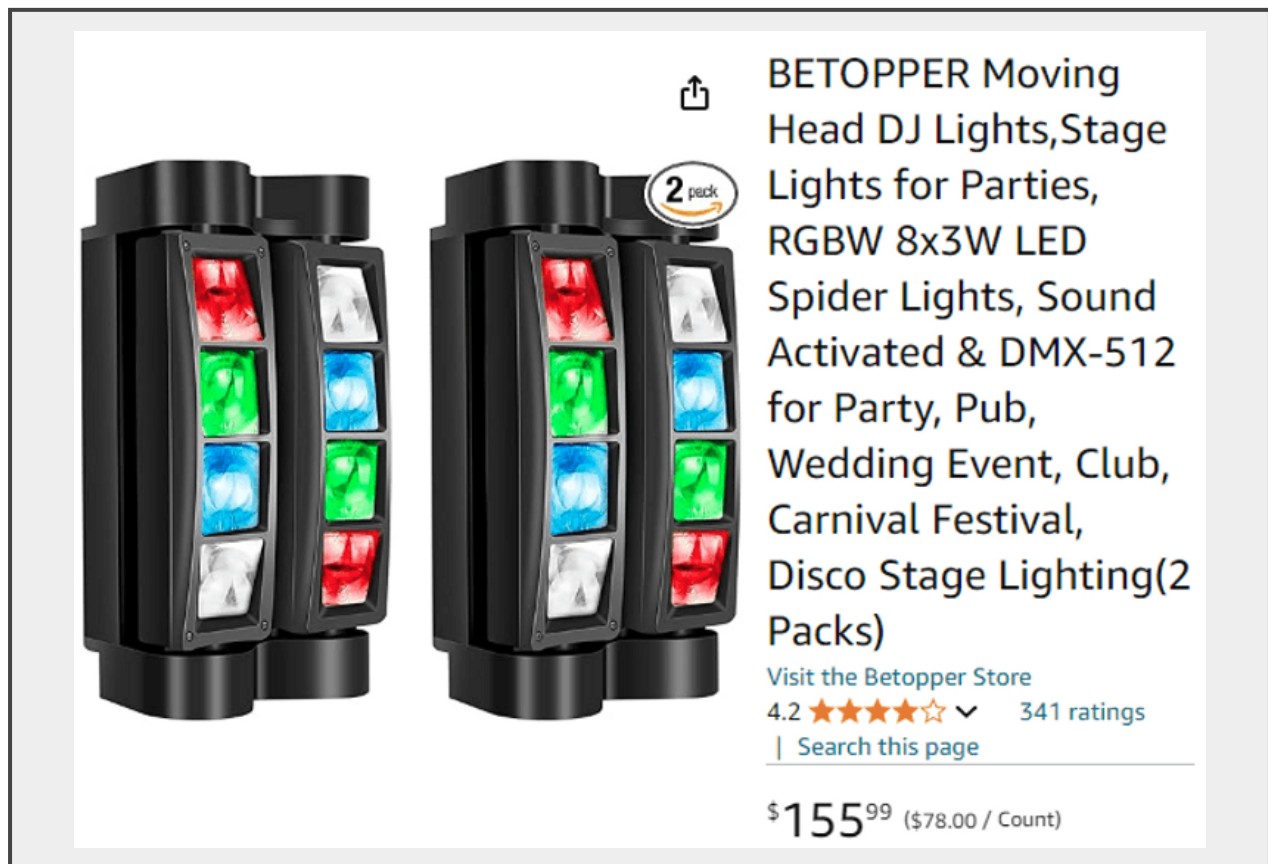 2 pack
BETOPPER Moving
Head DJ Lights,Stage
Lights for Parties,
RGBW 8x3W LED
Spider Lights, Sound
Activated & DMX-512
for Party, Pub,
Wedding Event, Club,
Carnival Festival,
Disco Stage Lighting(2
Packs)
Visit the Betopper Store
4.2 341 ratings
| Search this page
$155.99 ($78.00 / Count)